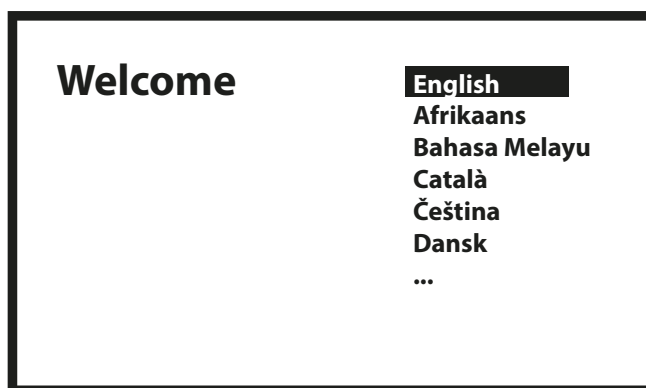 Welcome
English
Afrikaans
Bahasa Melayu
Català
Čeština
Dansk
...